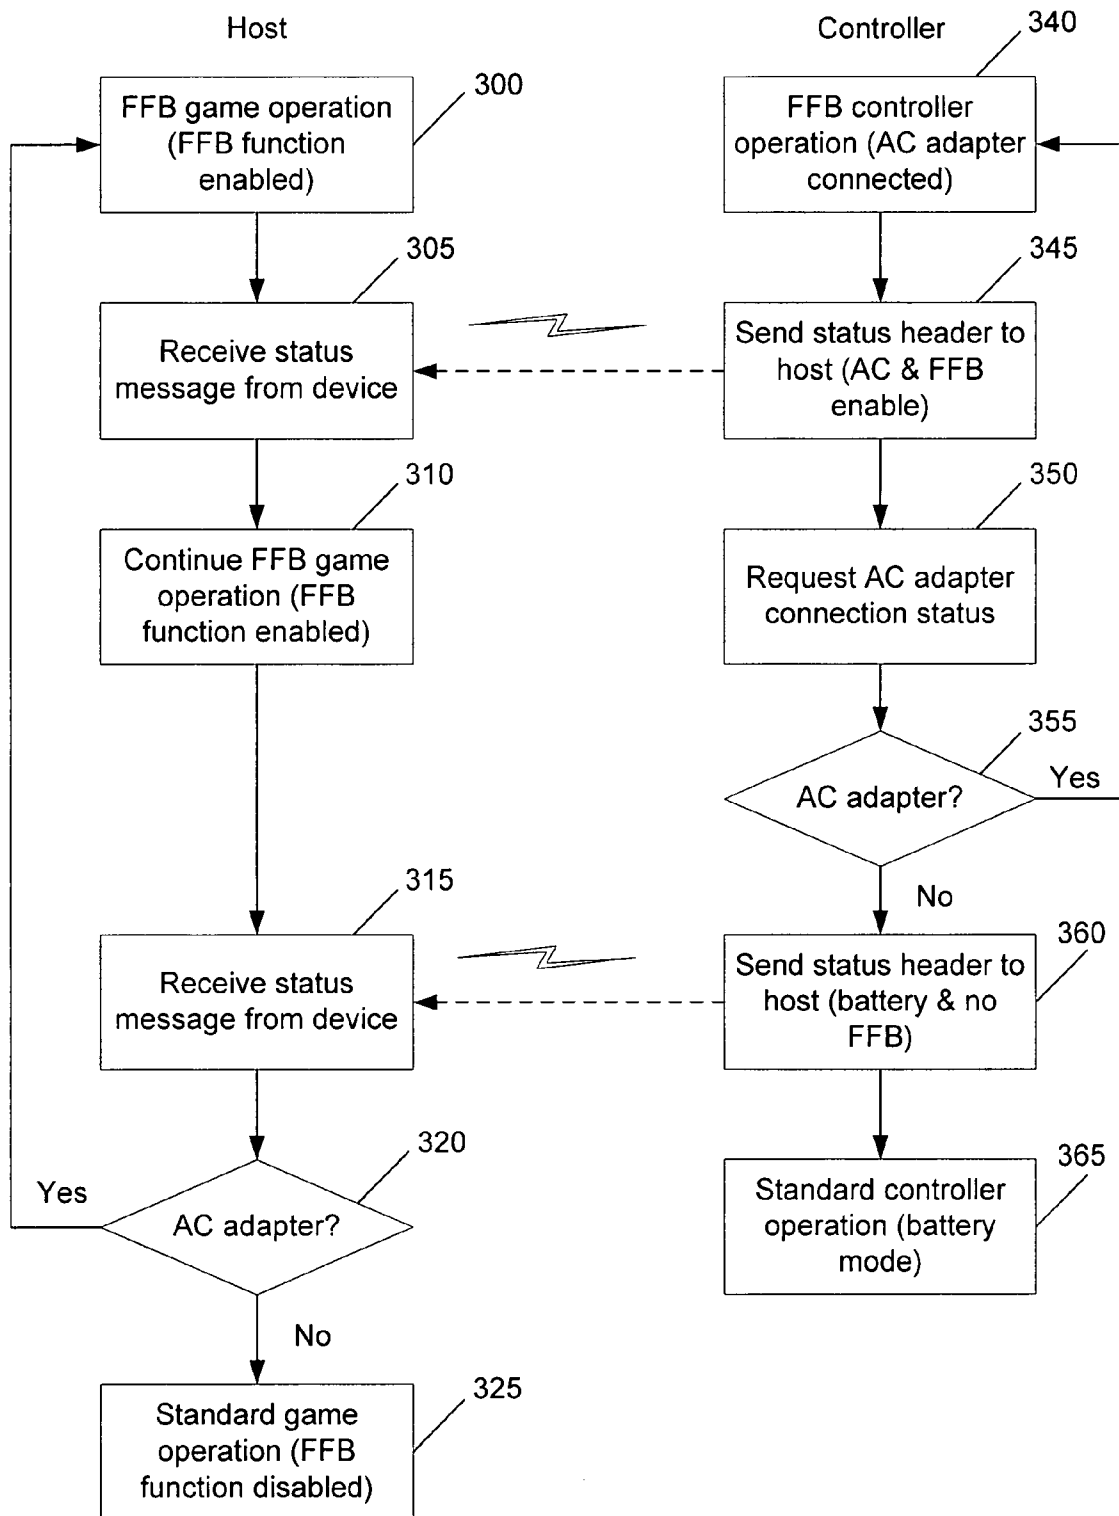 Host
Controller
340
FFB game operation
(FFB function
enabled)
300
FFB controller
operation (AC adapter
connected)
305
345
Receive status
message from device
Send status header to
host (AC & FFB
enable)
310
350
Continue FFB game
operation (FFB
function enabled)
Request AC adapter
connection status
355
AC adapter?
Yes
No
315
360
Receive status
message from device
Send status header to
host (battery & no
FFB)
320
365
Yes
AC adapter?
No
Standard controller
operation (battery
mode)
325
Standard game
operation (FFB
function disabled)